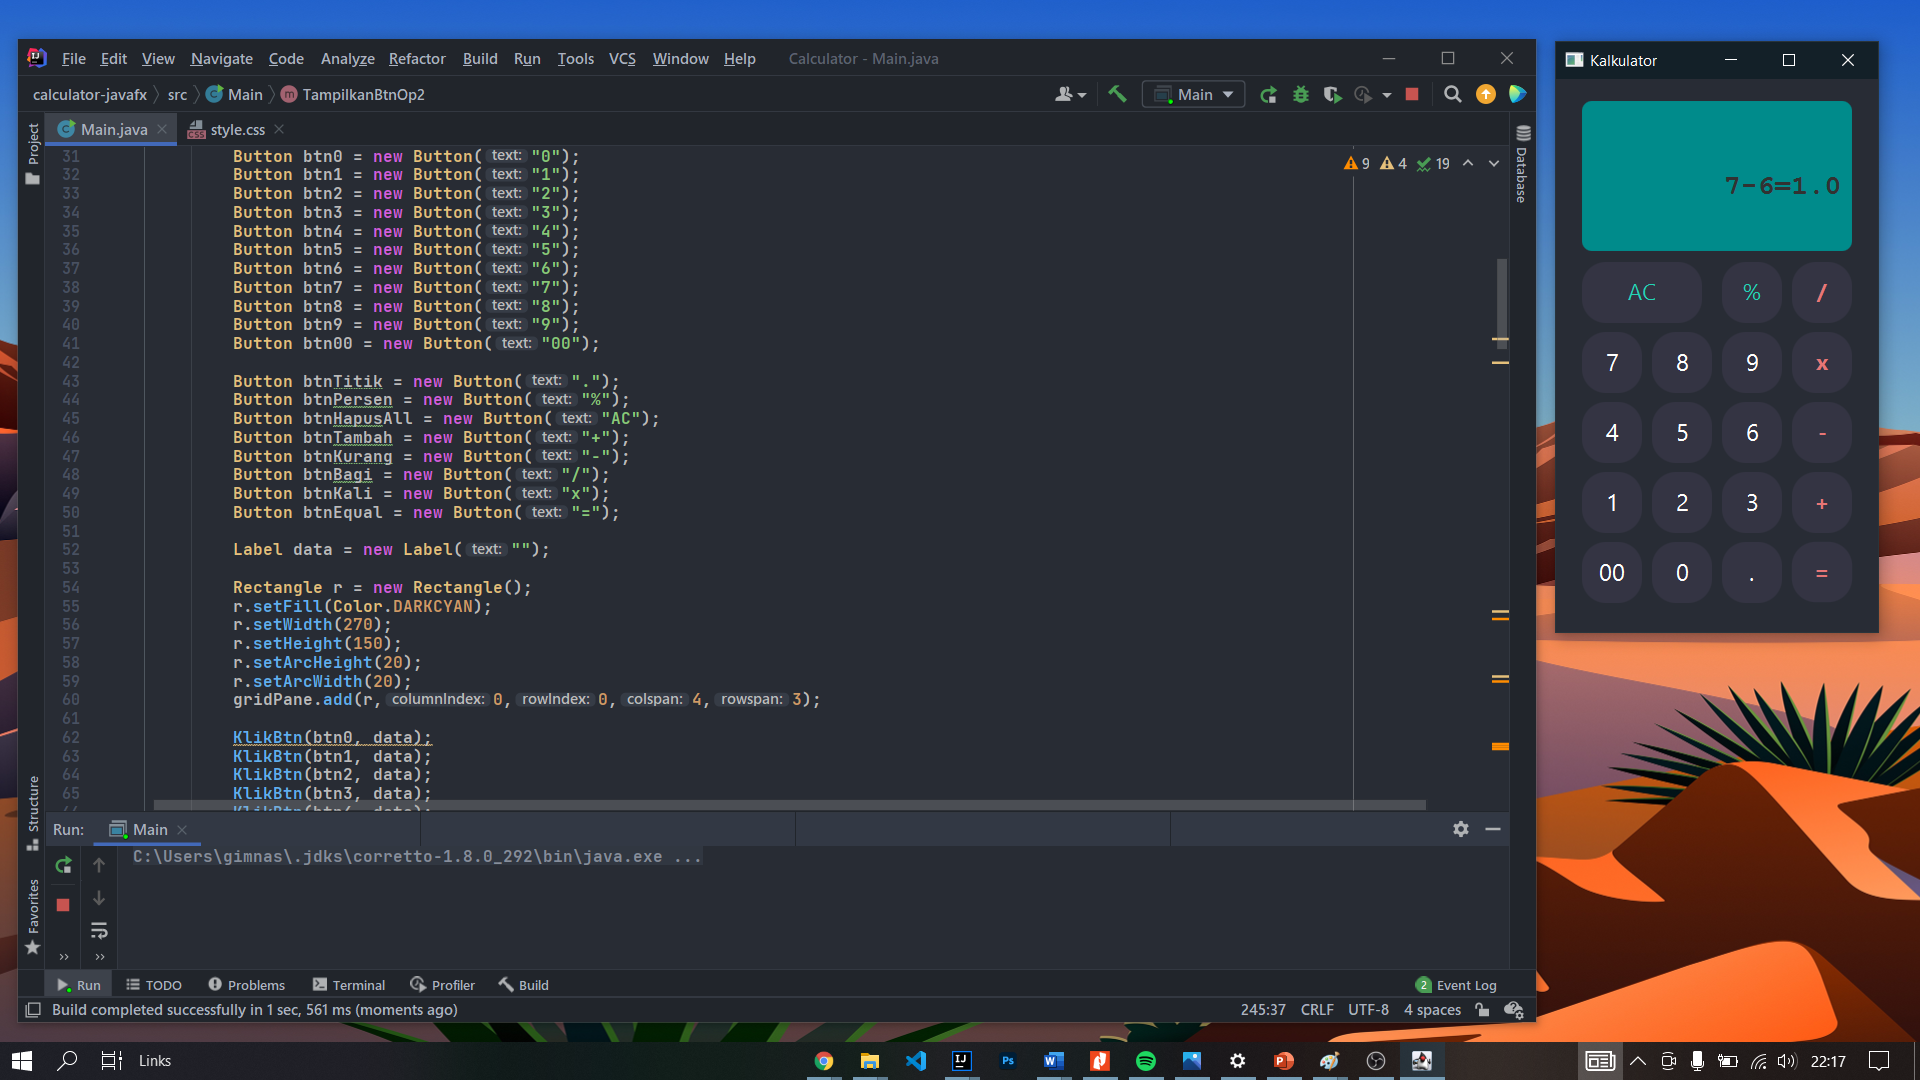 File Edit View Navigate Code Analyze Refactor Build Run Tools VCS Window Help Calculator - Main.java
calculator-javafx src Main TampilkanBtnOp2 Main
Main.java style.css
Project
31 Button btn0 = new Button( text: "0");
32 Button btn1 = new Button( text: "1");
33 Button btn2 = new Button( text: "2");
34 Button btn3 = new Button( text: "3");
35 Button btn4 = new Button( text: "4");
36 Button btn5 = new Button( text: "5");
37 Button btn6 = new Button( text: "6");
38 Button btn7 = new Button( text: "7");
39 Button btn8 = new Button( text: "8");
40 Button btn9 = new Button( text: "9");
41 Button btn00 = new Button( text: "00");
42
43 Button btnTitik = new Button( text: ".");
44 Button btnPersen = new Button( text: "%");
45 Button btnHapusAll = new Button( text: "AC");
46 Button btnTambah = new Button( text: "+");
47 Button btnKurang = new Button( text: "-");
48 Button btnBagi = new Button( text: "/");
49 Button btnKali = new Button( text: "x");
50 Button btnEqual = new Button( text: "=");
51
52 Label data = new Label( text: "");
53
54 Rectangle r = new Rectangle();
55 r.setFill(Color.DARKCYAN);
56 r.setWidth(270);
57 r.setHeight(150);
58 r.setArcHeight(20);
59 r.setArcWidth(20);
60 gridPane.add(r, columnIndex: 0, rowIndex: 0, colspan: 4, rowspan: 3);
61
62 KlikBtn(btn0, data);
63 KlikBtn(btn1, data);
64 KlikBtn(btn2, data);
65 KlikBtn(btn3, data);
9 4 19
Database
Structure
Favorites
Run: Main
C:\Users\gimnas\.jdks\corretto-1.8.0_292\bin\java.exe ...
Run TODO Problems Terminal Profiler Build 2 Event Log
Build completed successfully in 1 sec, 561 ms (moments ago) 245:37 CRLF UTF-8 4 spaces
Kalkulator
7-6=1.0
AC % /
7 8 9 x
4 5 6 -
1 2 3 +
00 0 . =
Links 22:17